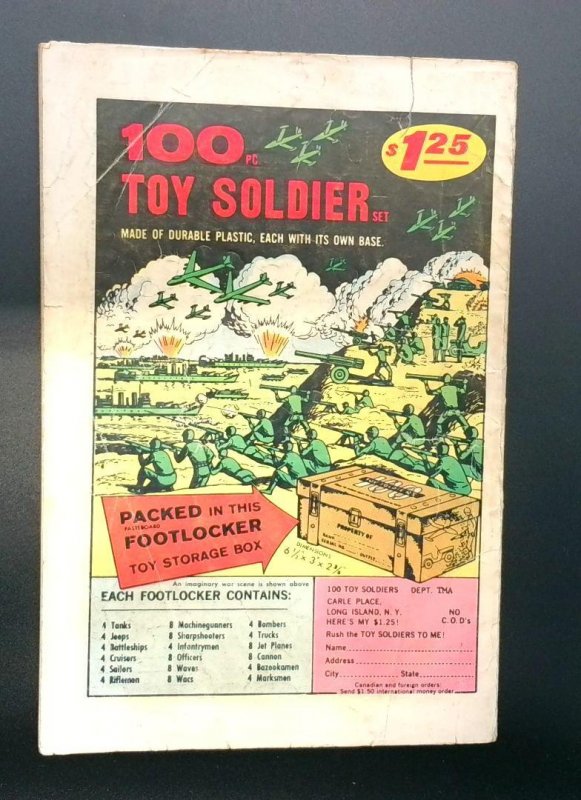 100 PC.
$1.25
TOY SOLDIER SET
MADE OF DURABLE PLASTIC, EACH WITH ITS OWN BASE.
PACKED IN THIS
PASTEBOARD
FOOTLOCKER
TOY STORAGE BOX
PROPERTY OF
NAME
SERIAL NO. OUTFIT
DIMENSIONS
An imaginary war scene is shown above
EACH FOOTLOCKER CONTAINS:
4 Tanks 8 Machinegunners 4 Bombers
4 Jeeps 8 Sharpshooters 4 Trucks
4 Battleships 4 Infantrymen 8 Jet Planes
4 Cruisers 8 Officers 8 Cannon
4 Sailors 8 Waves 4 Bazookamen
4 Riflemen 8 Wacs 4 Marksmen
100 TOY SOLDIERS DEPT. TMA
CARLE PLACE,
LONG ISLAND, N. Y. NO
HERE'S MY $1.25! C.O.D's
Rush the TOY SOLDIERS TO ME!
Name
Address
City State
Canadian and foreign orders:
Send $1.50 international money order